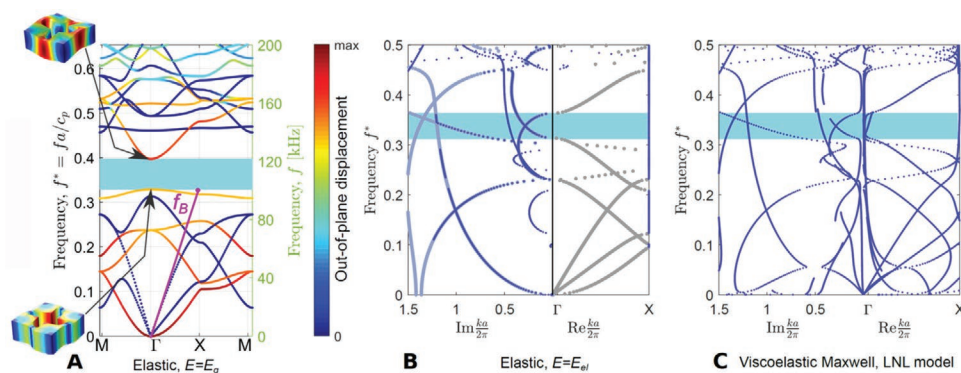 Frequency, f* = fa/c_p
0.6
0.5
0.4
0.3
0.2
0.1
0
M
Γ
X
M
f_B
200
160
120
80
40
0
Frequency, f [kHz]
max
Out-of-plane displacement
0
A
Elastic, E=E_g
Frequency f*
0.5
0.4
0.3
0.2
0.1
0
1.5
1
0.5
Γ
X
Im ka/2π
Re ka/2π
B
Elastic, E=E_el
Frequency f*
0.5
0.4
0.3
0.2
0.1
0
1.5
1
0.5
Γ
X
Im ka/2π
Re ka/2π
C
Viscoelastic Maxwell, LNL model